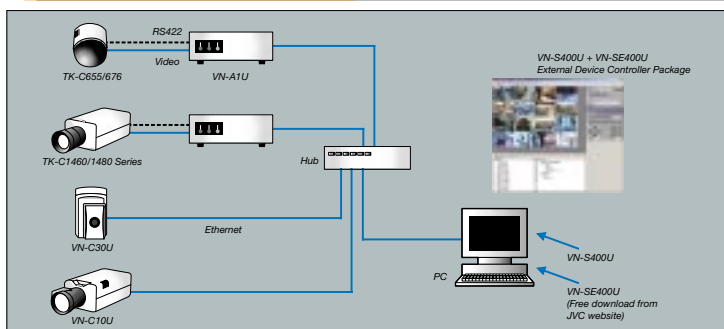 RS422
Video
TK-C655/676
VN-A1U
VN-S400U + VN-SE400U
External Device Controller Package
TK-C1460/1480 Series
Hub
Ethernet
VN-C30U
VN-S400U
PC
VN-SE400U
(Free download from
JVC website)
VN-C10U